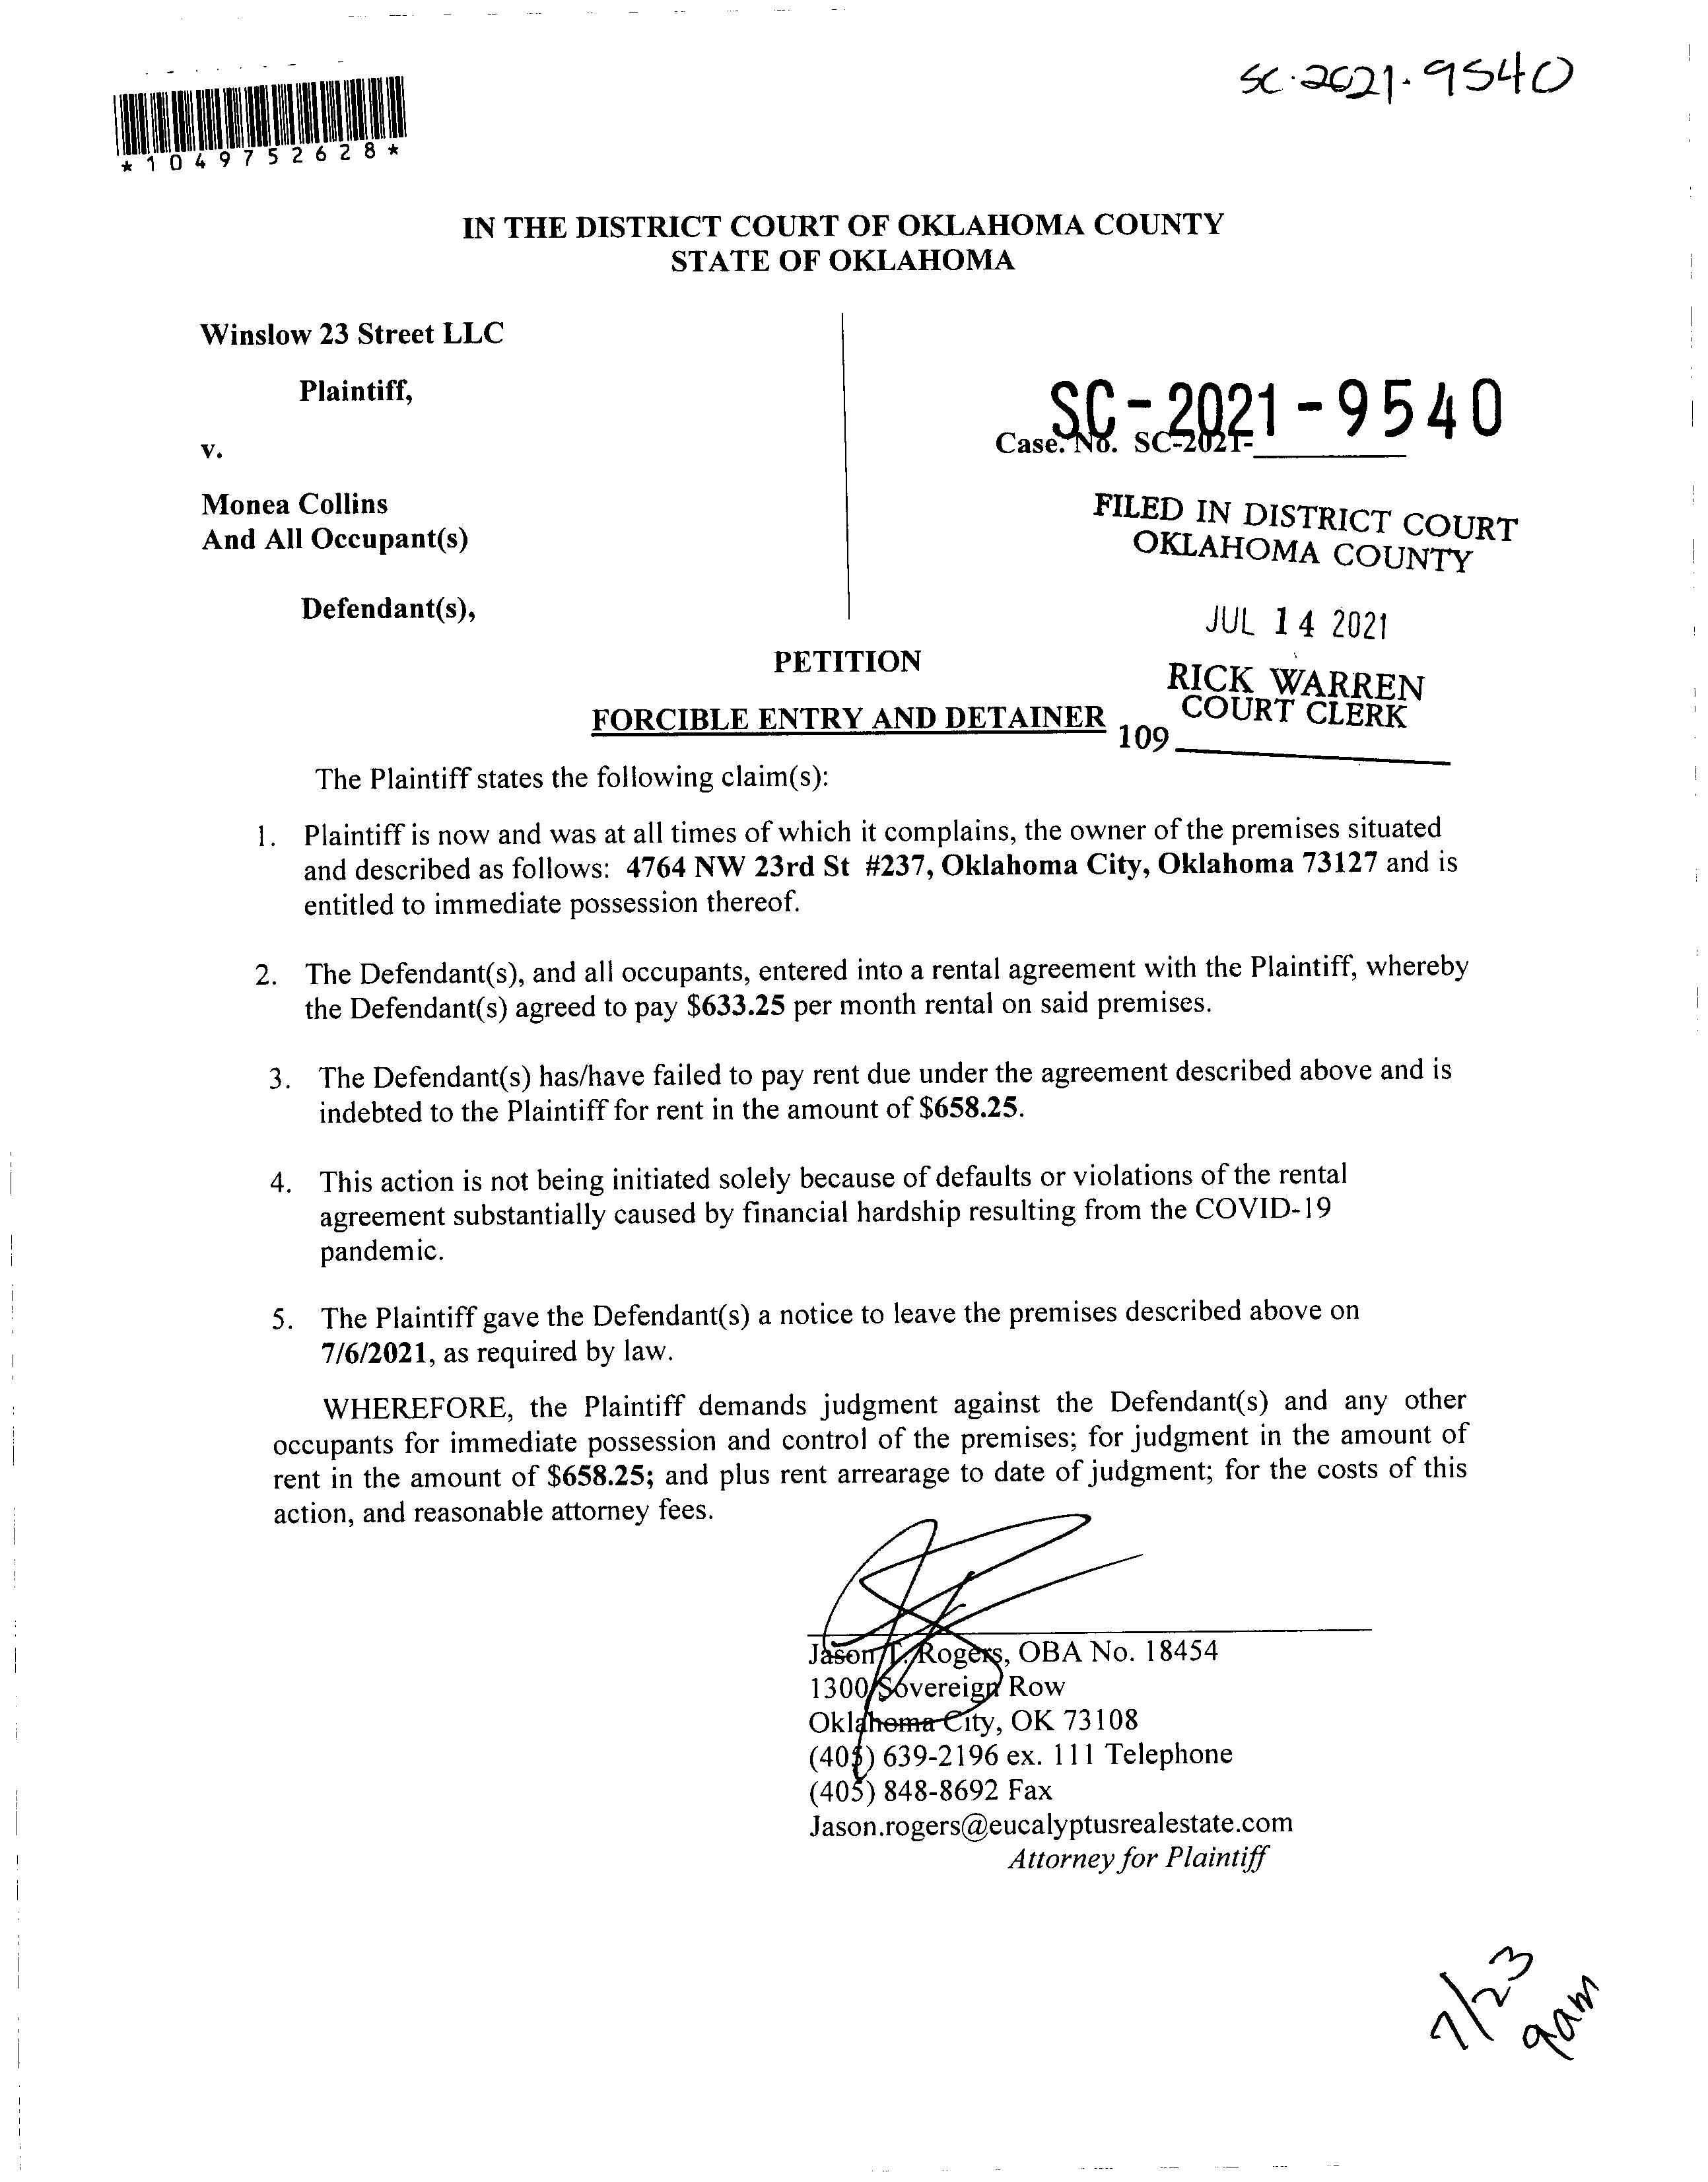 SC-2021-9540
*1049752628*
IN THE DISTRICT COURT OF OKLAHOMA COUNTY
STATE OF OKLAHOMA
Winslow 23 Street LLC
Plaintiff,
v.
Monea Collins
And All Occupant(s)
Defendant(s),
SC-2021-9540
Case. No. SC-2021-
FILED IN DISTRICT COURT
OKLAHOMA COUNTY
JUL 14 2021
RICK WARREN
COURT CLERK
109
PETITION
FORCIBLE ENTRY AND DETAINER
The Plaintiff states the following claim(s):
1. Plaintiff is now and was at all times of which it complains, the owner of the premises situated
and described as follows: 4764 NW 23rd St #237, Oklahoma City, Oklahoma 73127 and is
entitled to immediate possession thereof.
2. The Defendant(s), and all occupants, entered into a rental agreement with the Plaintiff, whereby
the Defendant(s) agreed to pay $633.25 per month rental on said premises.
3. The Defendant(s) has/have failed to pay rent due under the agreement described above and is
indebted to the Plaintiff for rent in the amount of $658.25.
4. This action is not being initiated solely because of defaults or violations of the rental
agreement substantially caused by financial hardship resulting from the COVID-19
pandemic.
5. The Plaintiff gave the Defendant(s) a notice to leave the premises described above on
7/6/2021, as required by law.
WHEREFORE, the Plaintiff demands judgment against the Defendant(s) and any other
occupants for immediate possession and control of the premises; for judgment in the amount of
rent in the amount of $658.25; and plus rent arrearage to date of judgment; for the costs of this
action, and reasonable attorney fees.
Jason T. Rogers, OBA No. 18454
1300 Sovereign Row
Oklahoma City, OK 73108
(405) 639-2196 ex. 111 Telephone
(405) 848-8692 Fax
Jason.rogers@eucalyptusrealestate.com
Attorney for Plaintiff
7/23
9am